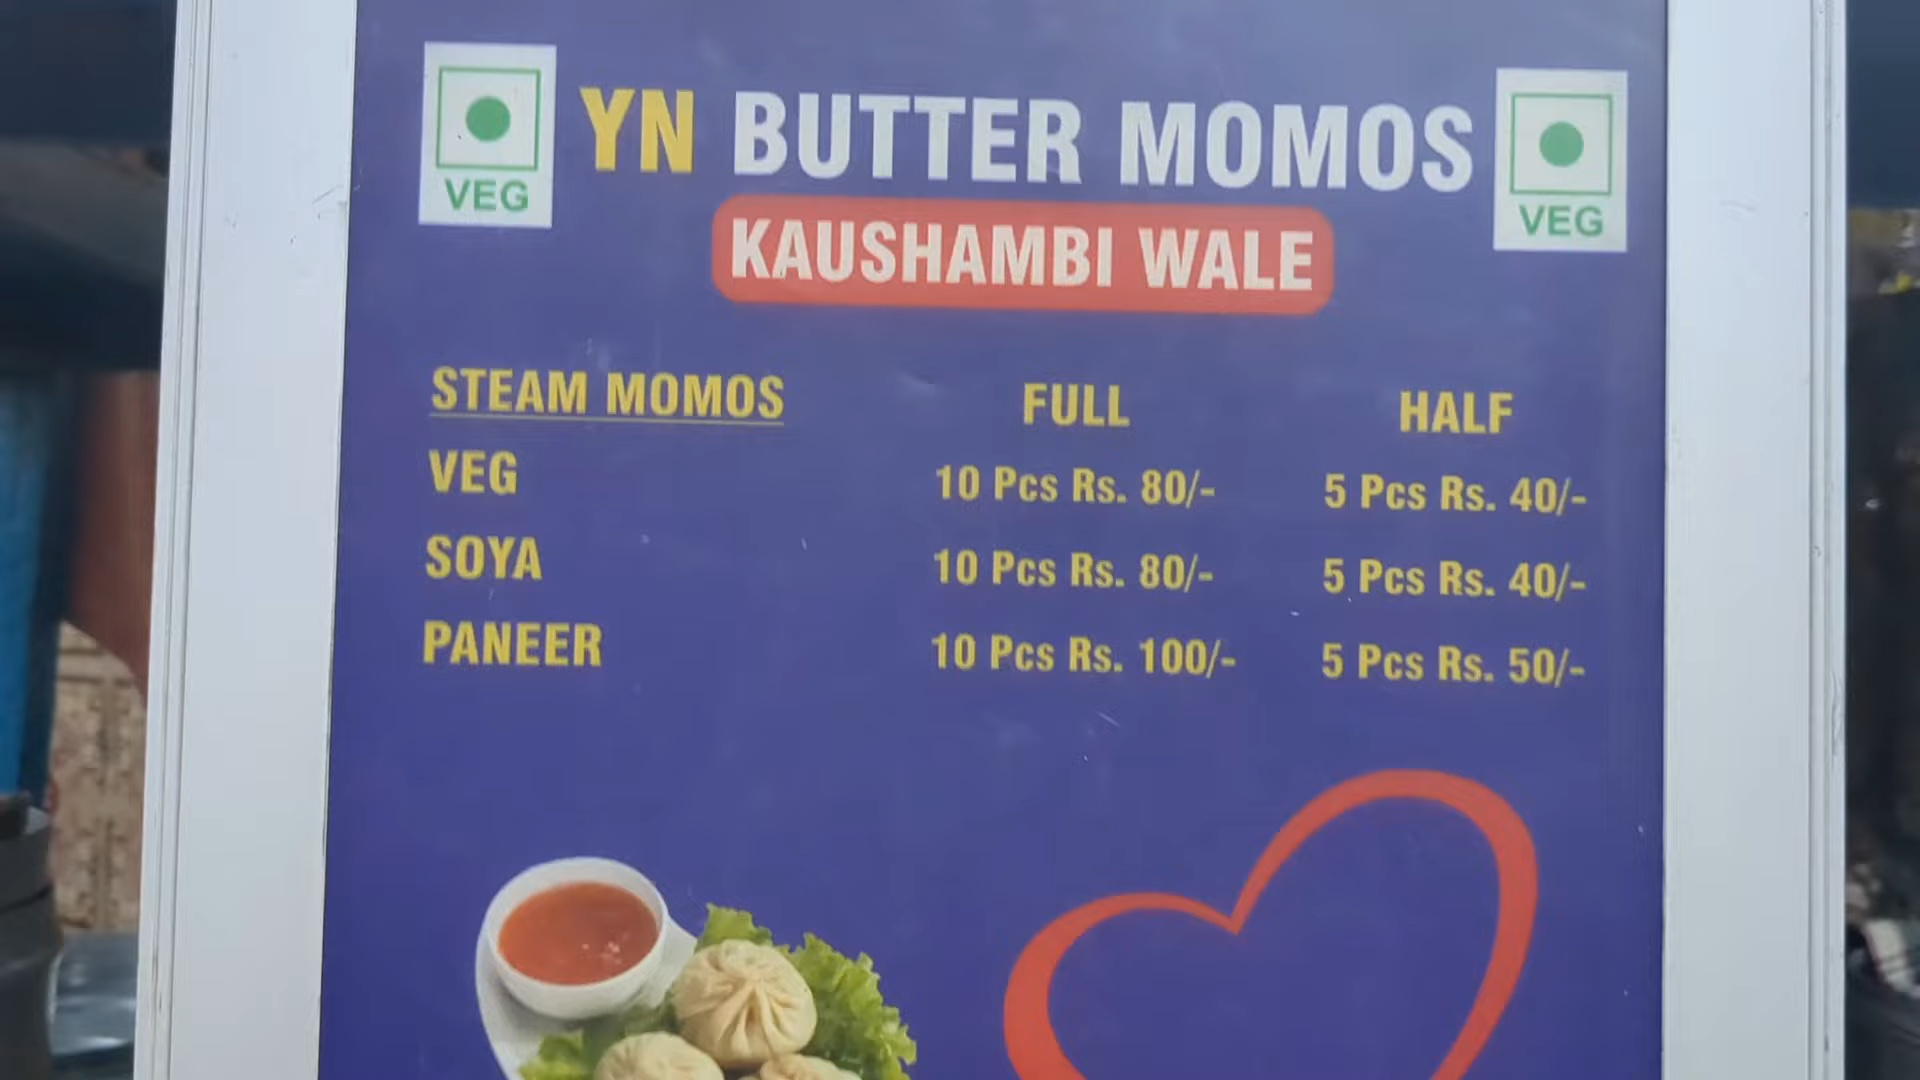 VEG
YN BUTTER MOMOS
VEG
KAUSHAMBI WALE
STEAM MOMOS FULL HALF
VEG 10 Pcs Rs. 80/- 5 Pcs Rs. 40/-
SOYA 10 Pcs Rs. 80/- 5 Pcs Rs. 40/-
PANEER 10 Pcs Rs. 100/- 5 Pcs Rs. 50/-